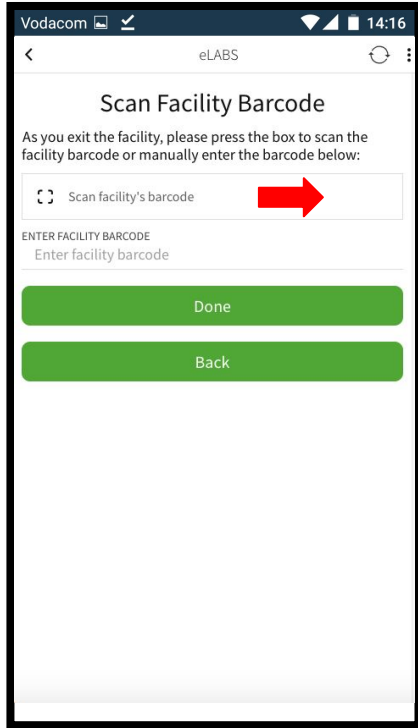 Vodacom 14:16
eLABS
Scan Facility Barcode
As you exit the facility, please press the box to scan the
facility barcode or manually enter the barcode below:
Scan facility's barcode
ENTER FACILITY BARCODE
Enter facility barcode
Done
Back